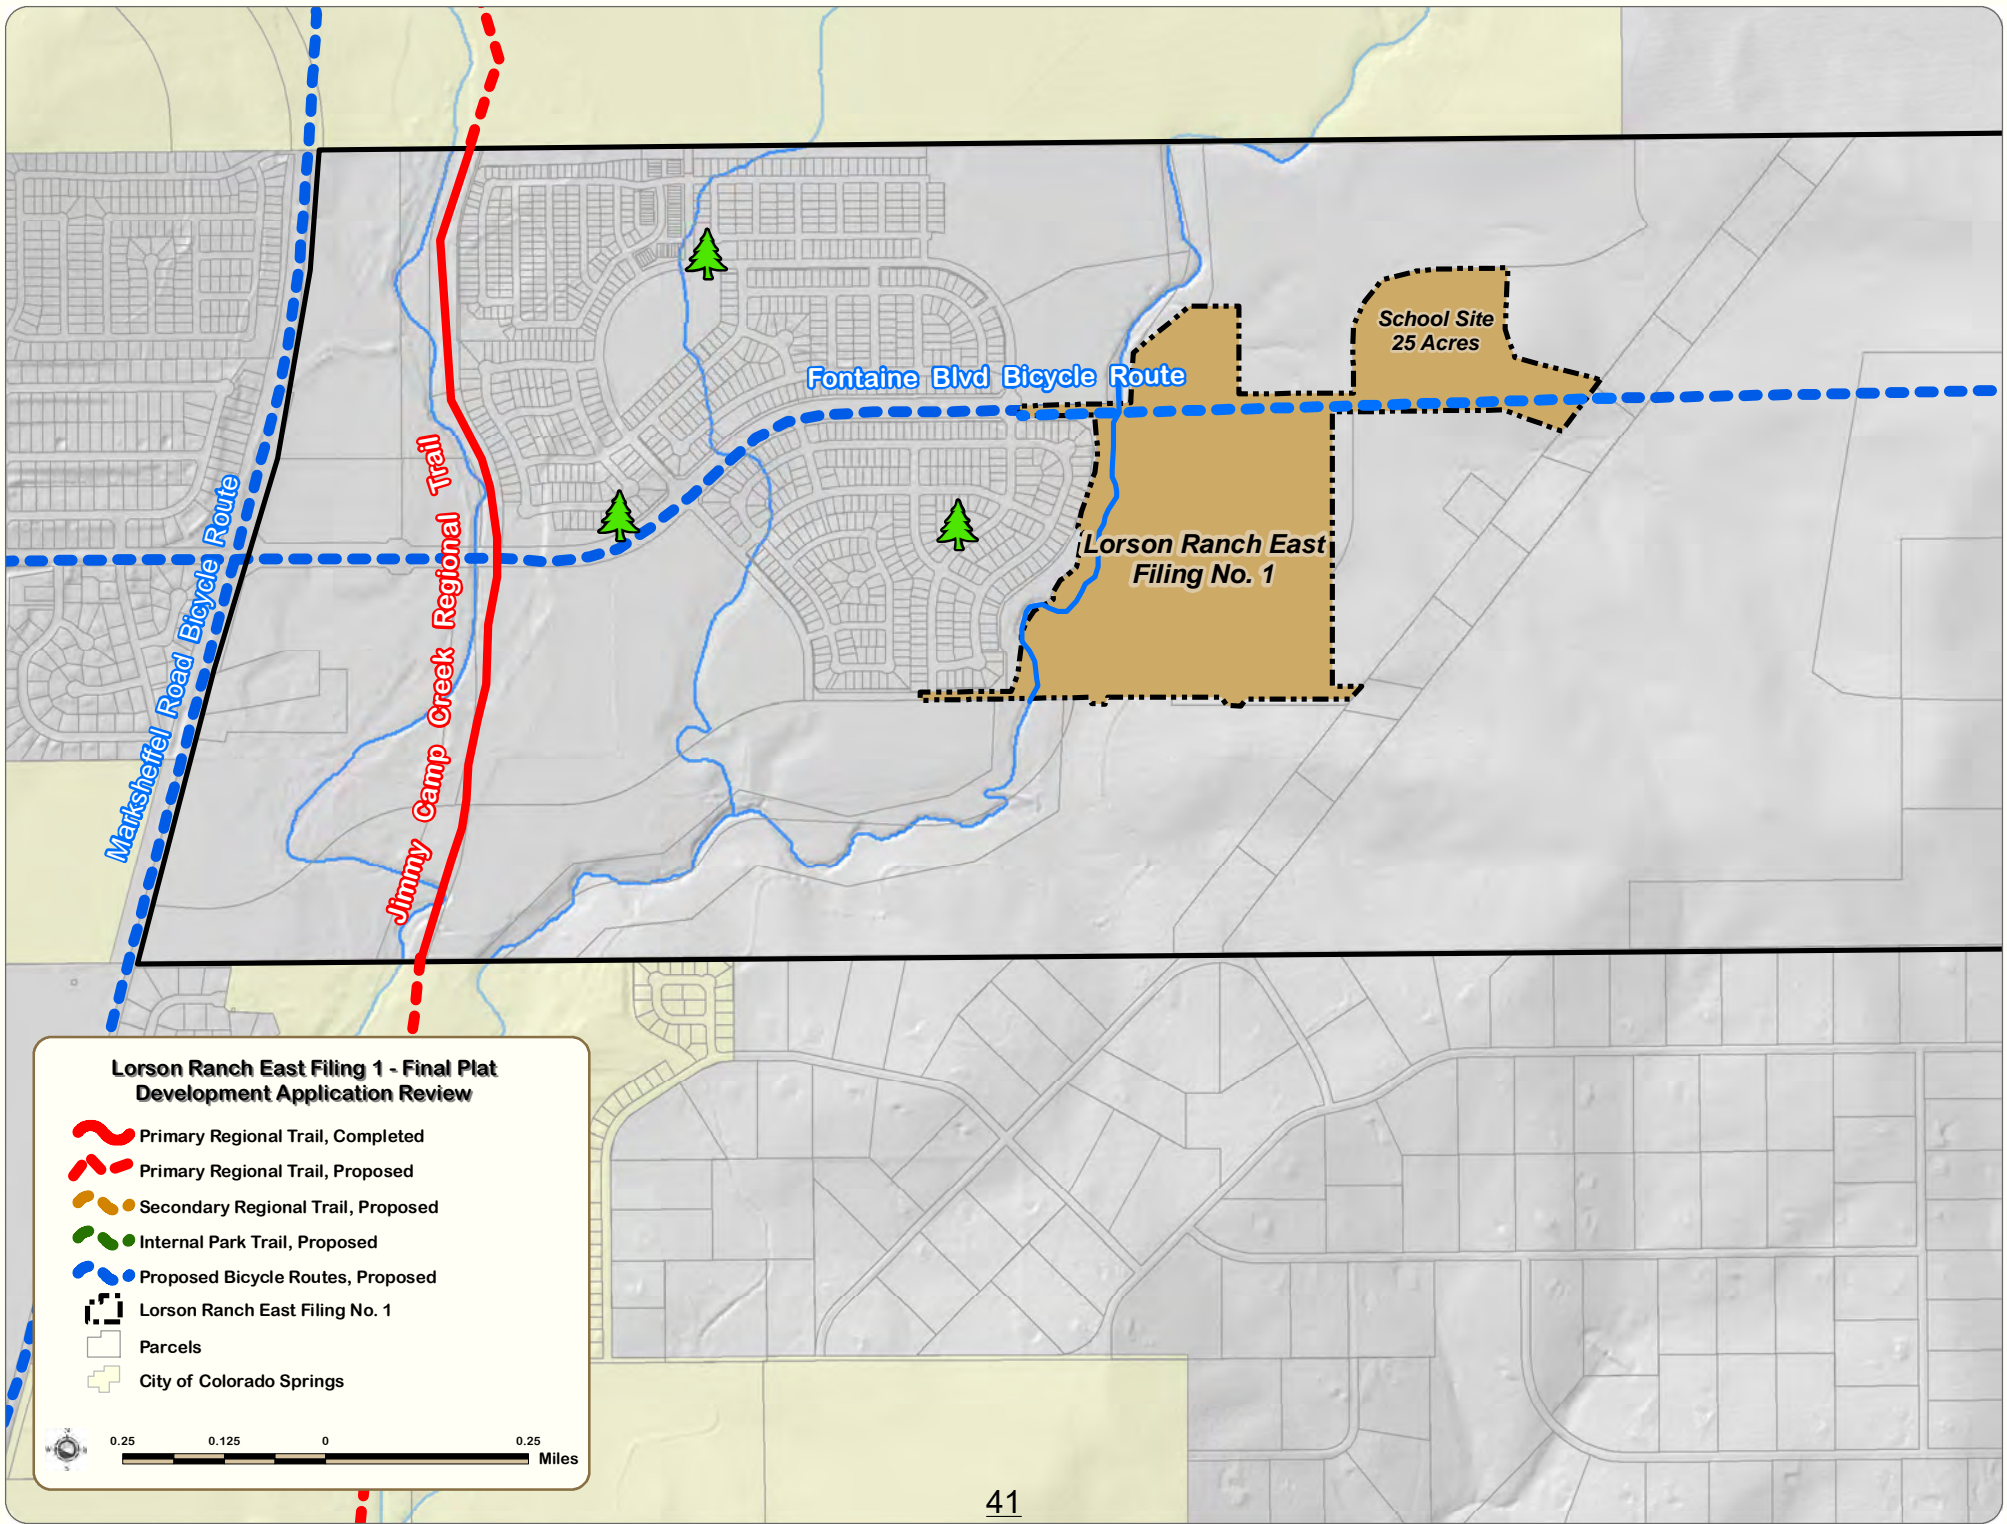 Fontaine Blvd Bicycle Route
School Site
25 Acres
Lorson Ranch East
Filing No. 1
Jimmy Camp Creek Regional Trail
Marksheffel Road Bicycle Route
Lorson Ranch East Filing 1 - Final Plat
Development Application Review
Primary Regional Trail, Completed
Primary Regional Trail, Proposed
Secondary Regional Trail, Proposed
Internal Park Trail, Proposed
Proposed Bicycle Routes, Proposed
Lorson Ranch East Filing No. 1
Parcels
City of Colorado Springs
0.25 0.125 0 0.25
Miles
41